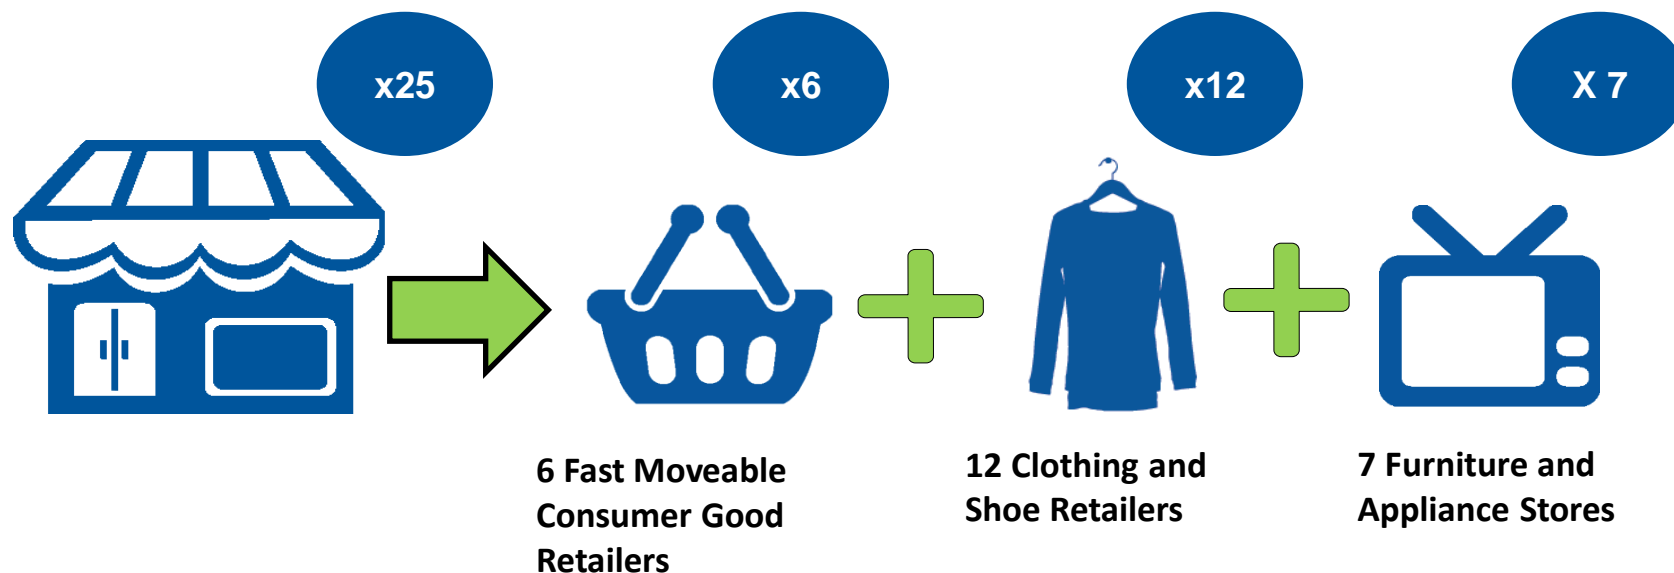 x25
x6
x12
X 7
6 Fast Moveable
Consumer Good
Retailers
12 Clothing and
Shoe Retailers
7 Furniture and
Appliance Stores